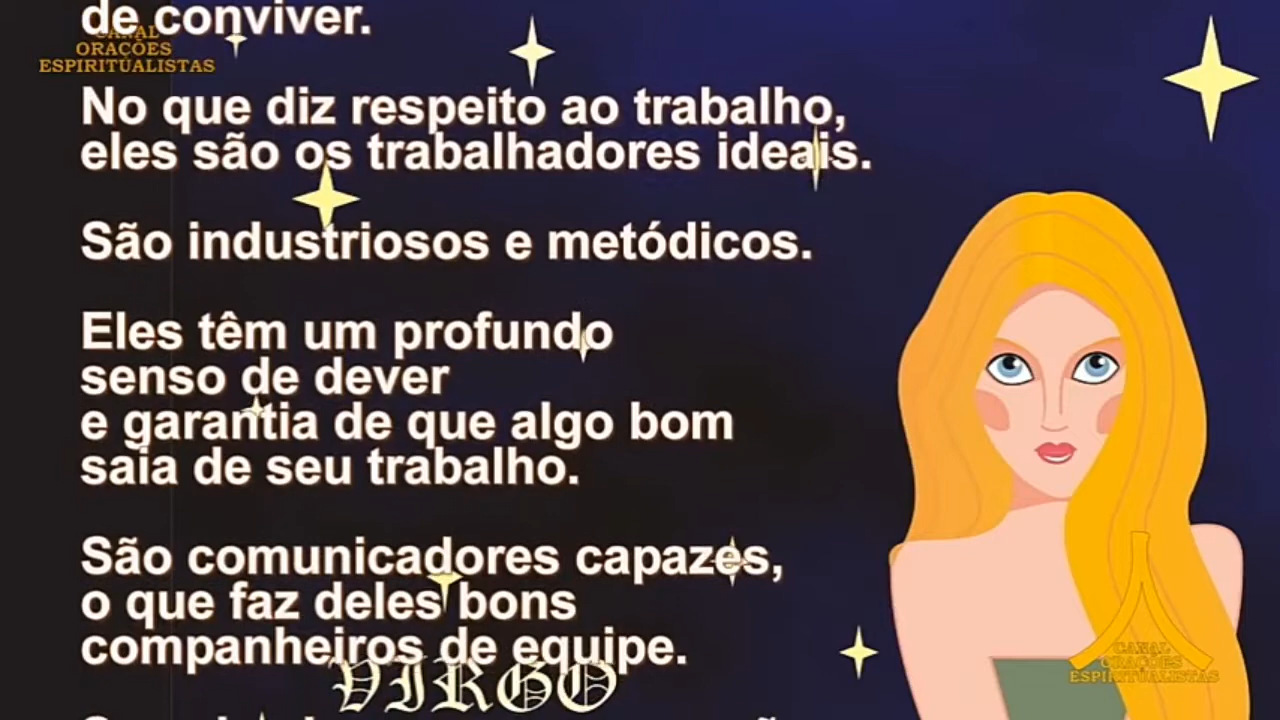 de conviver.
CANAL
ORAÇÕES
ESPIRITUALISTAS
No que diz respeito ao trabalho,
eles são os trabalhadores ideais.
São industriosos e metódicos.
Eles têm um profundo
senso de dever
e garantia de que algo bom
saia de seu trabalho.
São comunicadores capazes,
o que faz deles bons
companheiros de equipe.
VIRGO
CANAL
ORAÇÕES
ESPIRITUALISTAS